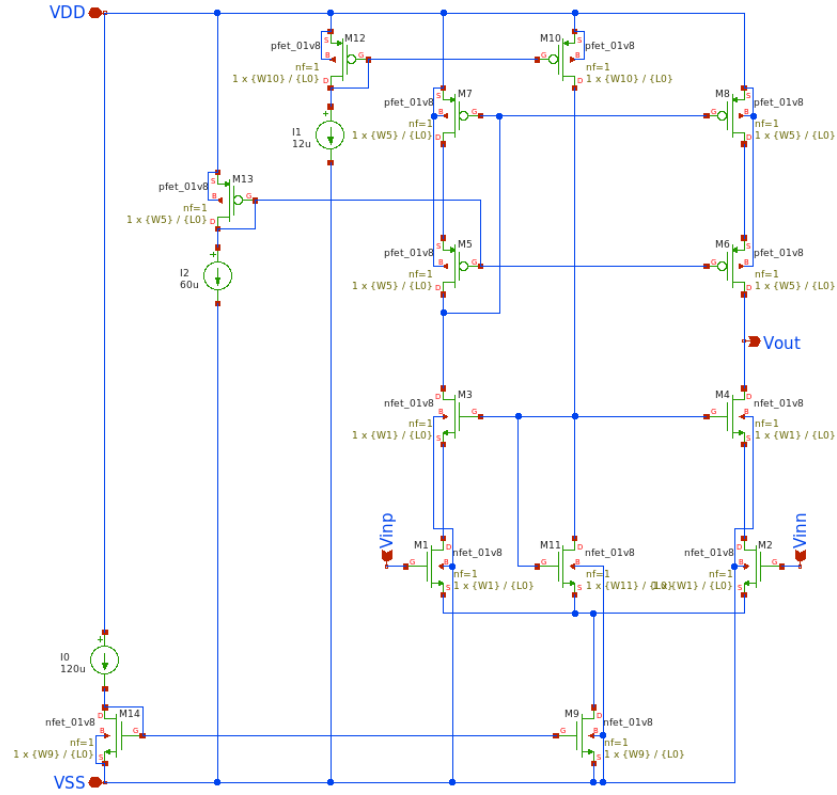 VDD
M12
pfet_01v8
S
B
G
D
nf=1
1 x {W10} / {L0}
M10
pfet_01v8
S
B
G
D
nf=1
1 x {W10} / {L0}
I1
12u
+
M7
pfet_01v8
S
B
G
D
nf=1
1 x {W5} / {L0}
M8
pfet_01v8
S
B
G
D
nf=1
1 x {W5} / {L0}
M13
pfet_01v8
S
B
G
D
nf=1
1 x {W5} / {L0}
I2
60u
+
M5
pfet_01v8
S
B
G
D
nf=1
1 x {W5} / {L0}
M6
pfet_01v8
S
B
G
D
nf=1
1 x {W5} / {L0}
Vout
M3
nfet_01v8
D
B
G
S
nf=1
1 x {W1} / {L0}
M4
nfet_01v8
D
B
G
S
nf=1
1 x {W1} / {L0}
Vinp
M1
nfet_01v8
D
B
G
S
nf=1
1 x {W1} / {L0}
M11
nfet_01v8
D
B
G
S
nf=1
1 x {W11} / {L0}
M2
nfet_01v8
D
B
G
S
nf=1
1 x {W1} / {L0}
Vinn
I0
120u
+
M14
nfet_01v8
D
B
G
S
nf=1
1 x {W9} / {L0}
M9
nfet_01v8
D
B
G
S
nf=1
1 x {W9} / {L0}
VSS